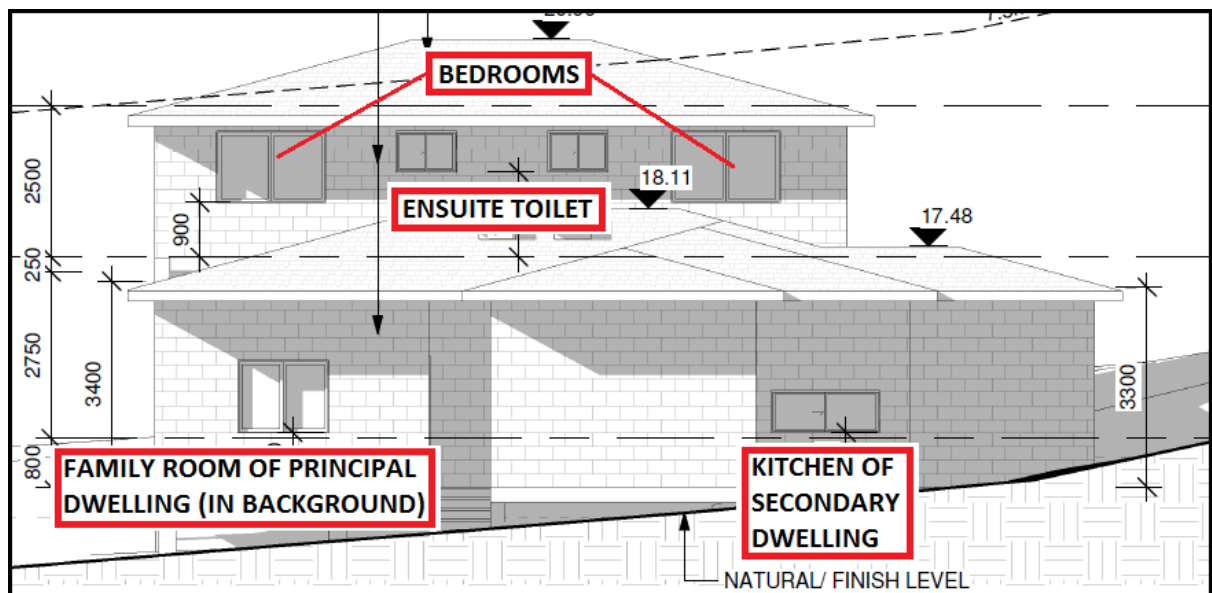 BEDROOMS
18.11
ENSUITE TOILET
17.48
2500
900
250
2750
3400
3300
800
FAMILY ROOM OF PRINCIPAL
DWELLING (IN BACKGROUND)
KITCHEN OF
SECONDARY
DWELLING
NATURAL/ FINISH LEVEL